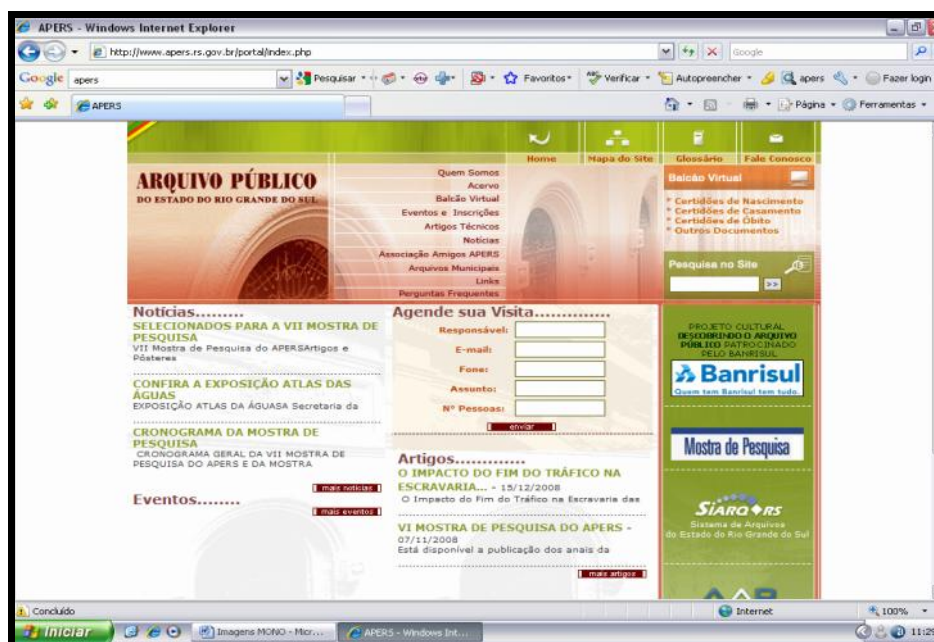 APERS - Windows Internet Explorer
http://www.apers.rs.gov.br/portal/index.php
Google
Google
apers
Pesquisar
Favoritos
Verificar
Autopreencher
apers
Fazer login
APERS
Página
Ferramentas
Home
Mapa do Site
Glossário
Fale Conosco
ARQUIVO PÚBLICO
DO ESTADO DO RIO GRANDE DO SUL
Quem Somos
Acervo
Balcão Virtual
Eventos e Inscrições
Artigos Técnicos
Notícias
Associação Amigos APERS
Arquivos Municipais
Links
Perguntas Frequentes
Balcão Virtual
* Certidões de Nascimento
* Certidões de Casamento
* Certidões de Óbito
* Outros Documentos
Pesquisa no Site
>>
Notícias.........
SELECIONADOS PARA A VII MOSTRA DE
PESQUISA
VII Mostra de Pesquisa do APERSArtigos e
Pôsteres
CONFIRA A EXPOSIÇÃO ATLAS DAS
ÁGUAS
EXPOSIÇÃO ATLAS DA ÁGUASA Secretaria da
CRONOGRAMA DA MOSTRA DE
PESQUISA
CRONOGRAMA GERAL DA VII MOSTRA DE
PESQUISA DO APERS E DA MOSTRA
mais notícias
Eventos........
mais eventos
Agende sua Visita..............
Responsável:
E-mail:
Fone:
Assunto:
Nº Pessoas:
enviar
Artigos.............
O IMPACTO DO FIM DO TRÁFICO NA
ESCRAVARIA... - 15/12/2008
O Impacto do Fim do Tráfico na Escravaria das
VI MOSTRA DE PESQUISA DO APERS -
07/11/2008
Está disponível a publicação dos anais da
mais artigos
PROJETO CULTURAL
DESCOBRINDO O ARQUIVO
PÚBLICO PATROCINADO
PELO BANRISUL
Banrisul
Quem tem Banrisul tem tudo.
Mostra de Pesquisa
SIARQ RS
Sistema de Arquivos
do Estado do Rio Grande do Sul
Concluído
Internet
100%
Iniciar
Imagens MONO - Micr...
APERS - Windows Int...
11:29